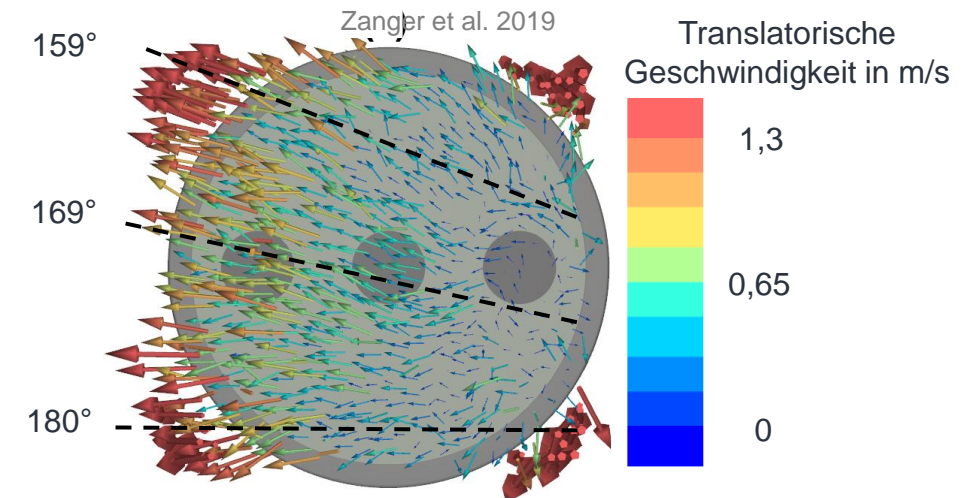 Zanger et al. 2019
Translatorische
Geschwindigkeit in m/s
159°
1,3
169°
0,65
180°
0